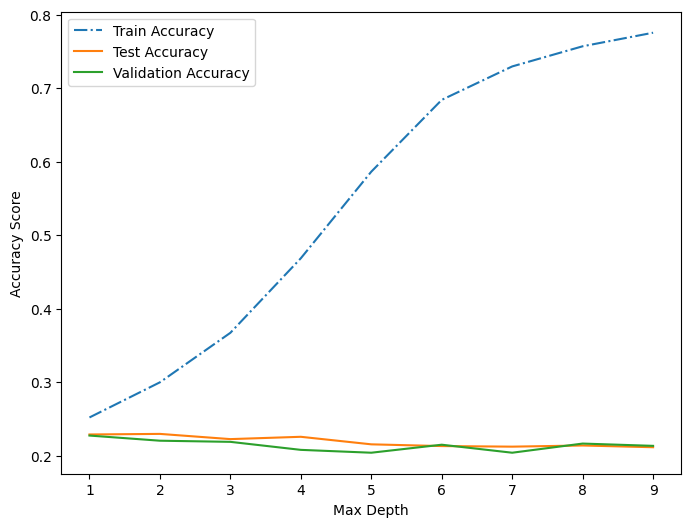 Train Accuracy
Test Accuracy
Validation Accuracy
0.8
0.7
0.6
0.5
0.4
0.3
0.2
Accuracy Score
1 2 3 4 5 6 7 8 9
Max Depth